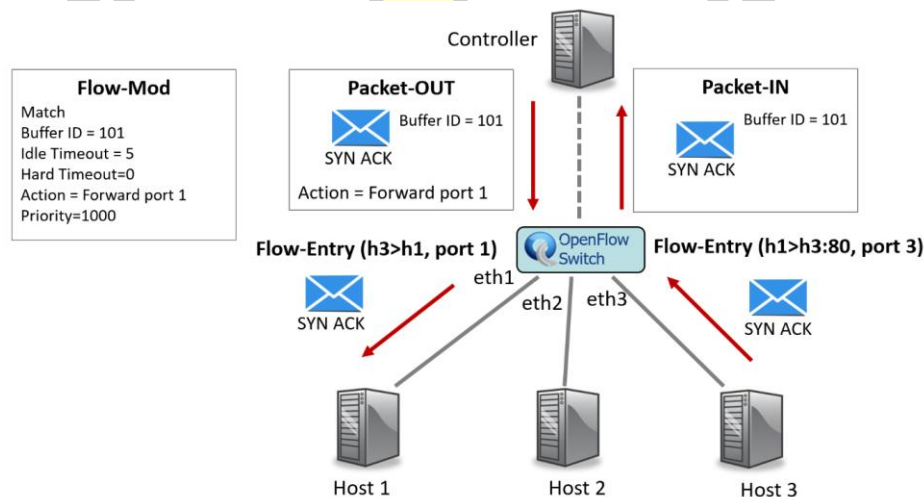 Controller
Flow-Mod
Match
Buffer ID = 101
Idle Timeout = 5
Hard Timeout=0
Action = Forward port 1
Priority=1000
Packet-OUT
Buffer ID = 101
SYN ACK
Action = Forward port 1
Packet-IN
Buffer ID = 101
SYN ACK
Flow-Entry (h3>h1, port 1)
OpenFlow
Switch
Flow-Entry (h1>h3:80, port 3)
eth1
eth2
eth3
SYN ACK
SYN ACK
Host 1
Host 2
Host 3